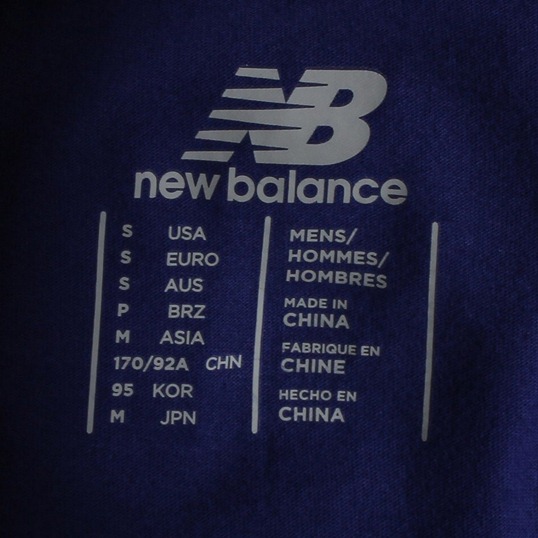 NB
new balance
S USA
S EURO
S AUS
P BRZ
M ASIA
170/92A CHN
95 KOR
M JPN
MENS/
HOMMES/
HOMBRES
MADE IN
CHINA
FABRIQUE EN
CHINE
HECHO EN
CHINA